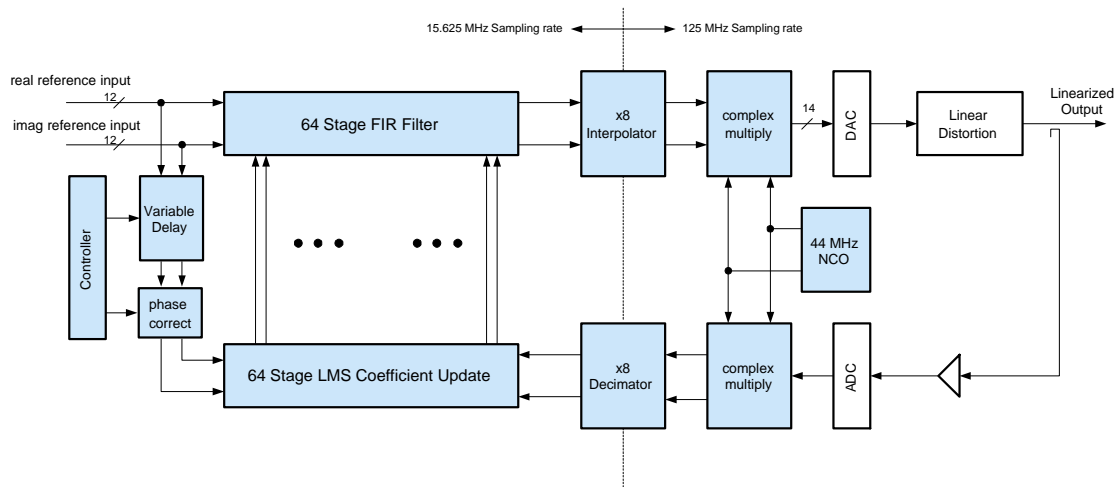 15.625 MHz Sampling rate
125 MHz Sampling rate
real reference input
12
imag reference input
12
64 Stage FIR Filter
x8
Interpolator
complex
multiply
14
DAC
Linear
Distortion
Linearized
Output
Controller
Variable
Delay
phase
correct
44 MHz
NCO
64 Stage LMS Coefficient Update
x8
Decimator
complex
multiply
ADC